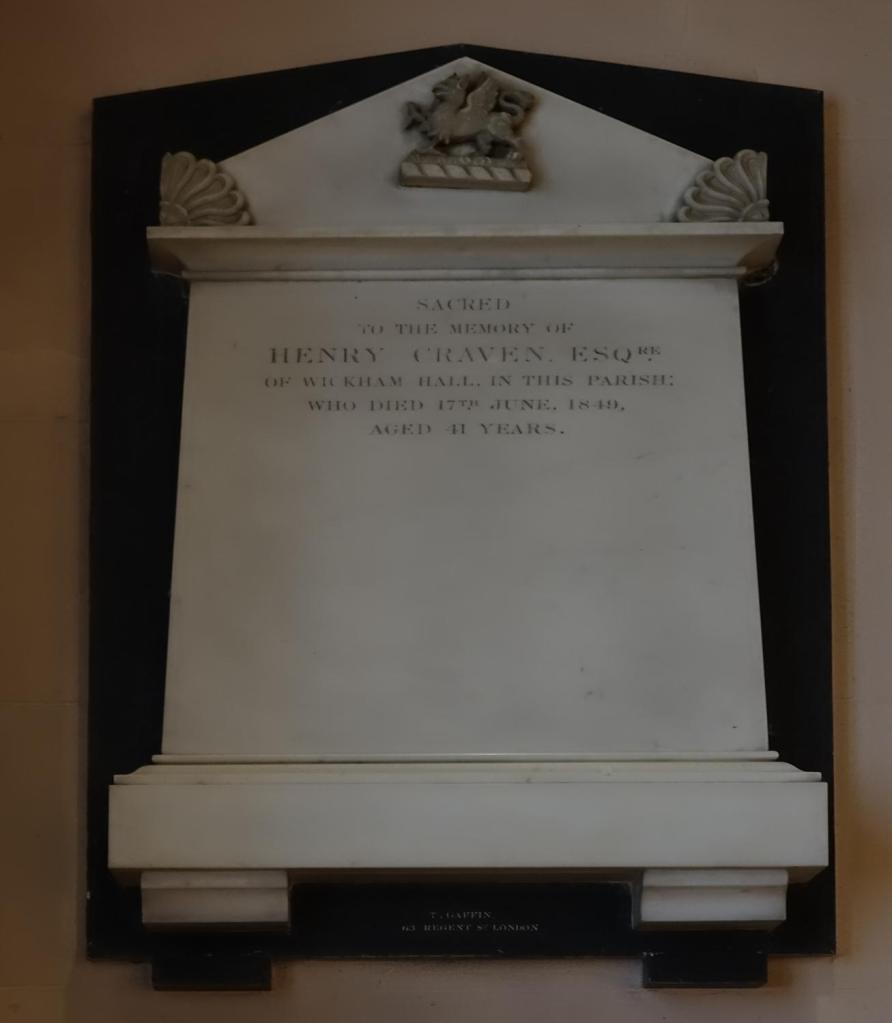 SACRED
TO THE MEMORY OF
HENRY CRAVEN, ESQRE
OF WICKHAM HALL, IN THIS PARISH;
WHO DIED 17TH JUNE, 1849,
AGED 41 YEARS.
T. GAFFIN,
63 REGENT ST LONDON